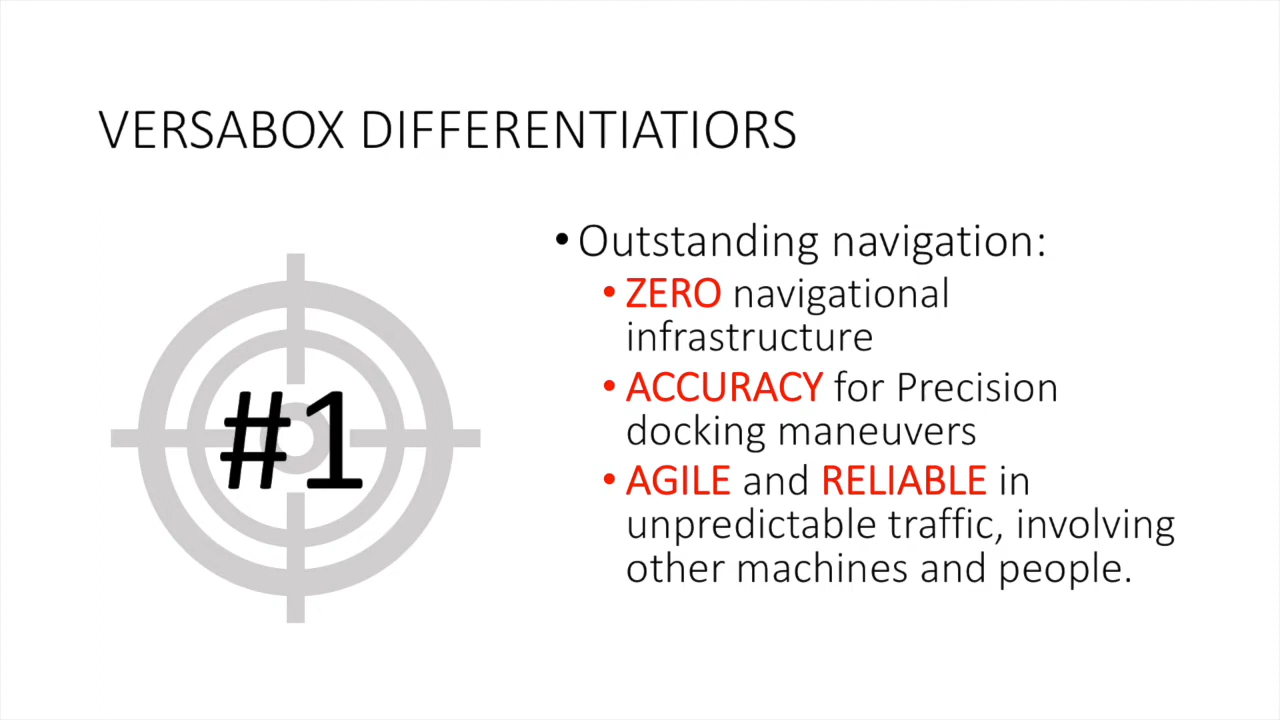 VERSABOX DIFFERENTIATIORS
#1
• Outstanding navigation:
• ZERO navigational
infrastructure
• ACCURACY for Precision
docking maneuvers
• AGILE and RELIABLE in
unpredictable traffic, involving
other machines and people.